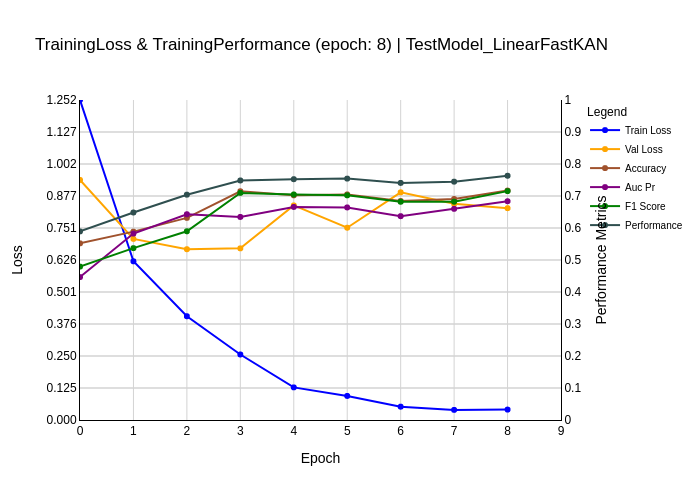 TrainingLoss & TrainingPerformance (epoch: 8) | TestModel_LinearFastKAN
1.252
1.127
1.002
0.877
0.751
0.626
0.501
0.376
0.250
0.125
0.000
Loss
0
1
2
3
4
5
6
7
8
9
Epoch
1
0.9
0.8
0.7
0.6
0.5
0.4
0.3
0.2
0.1
0
Performance Metrics
Legend
Train Loss
Val Loss
Accuracy
Auc Pr
F1 Score
Performance